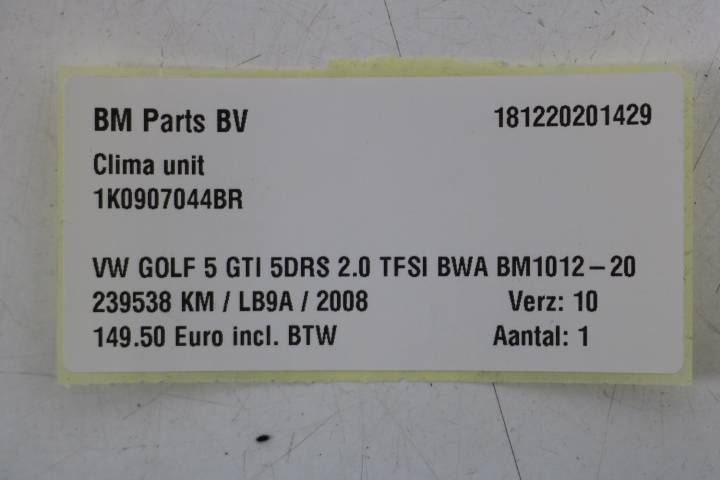 BM Parts BV 181220201429
Clima unit
1K0907044BR
VW GOLF 5 GTI 5DRS 2.0 TFSI BWA BM1012-20
239538 KM / LB9A / 2008 Verz: 10
149.50 Euro incl. BTW Aantal: 1